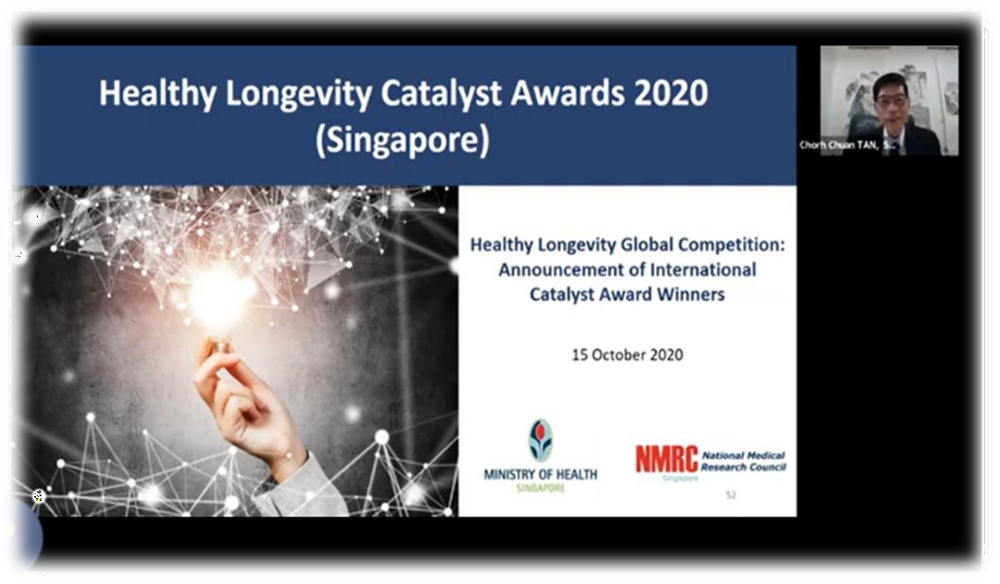 Healthy Longevity Catalyst Awards 2020
(Singapore)
Chorh Chuan TAN, S...
Healthy Longevity Global Competition:
Announcement of International
Catalyst Award Winners
15 October 2020
MINISTRY OF HEALTH
SINGAPORE
NMRC National Medical
Research Council
Singapore
52